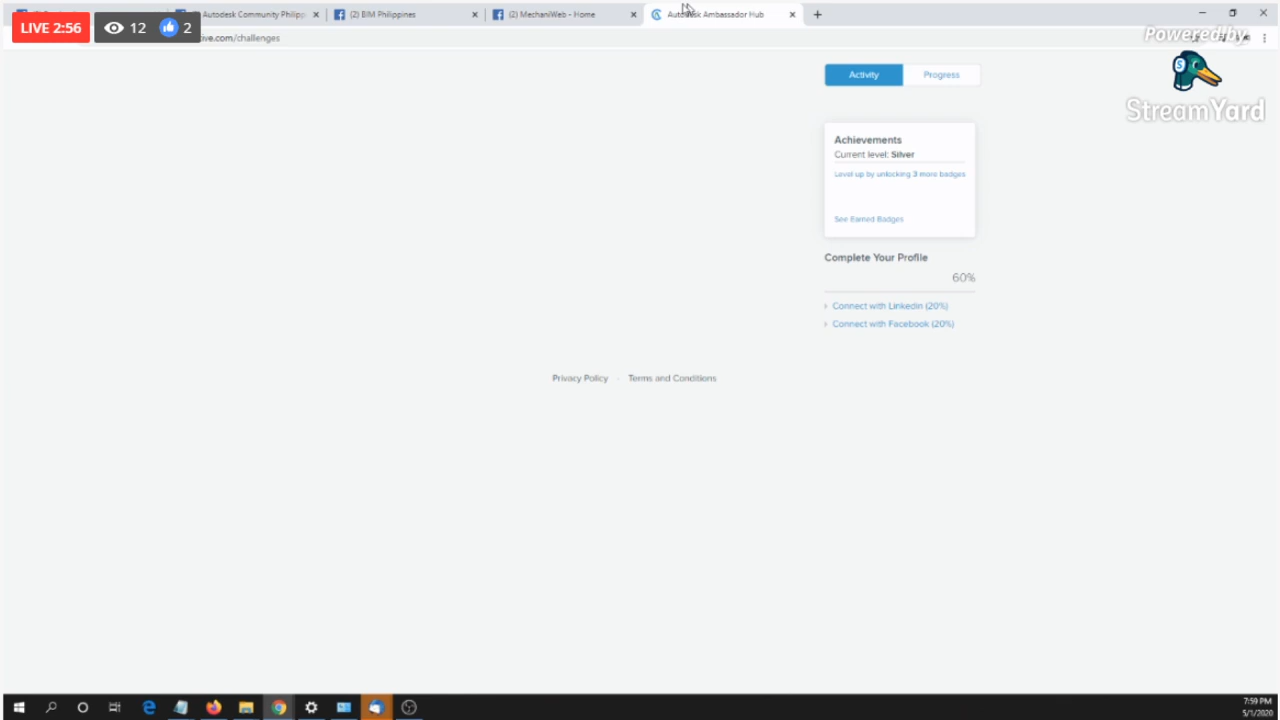 LIVE 2:56 12 2
Autodesk Community Philipp
(2) BIM Philippines
(2) MechaniWeb - Home
Autodesk Ambassador Hub
ive.com/challenges
Powered by
StreamYard
Activity
Progress
Achievements
Current level: Silver
Level up by unlocking 3 more badges
See Earned Badges
Complete Your Profile
60%
Connect with Linkedin (20%)
Connect with Facebook (20%)
Privacy Policy · Terms and Conditions
7:59 PM
5/1/2020